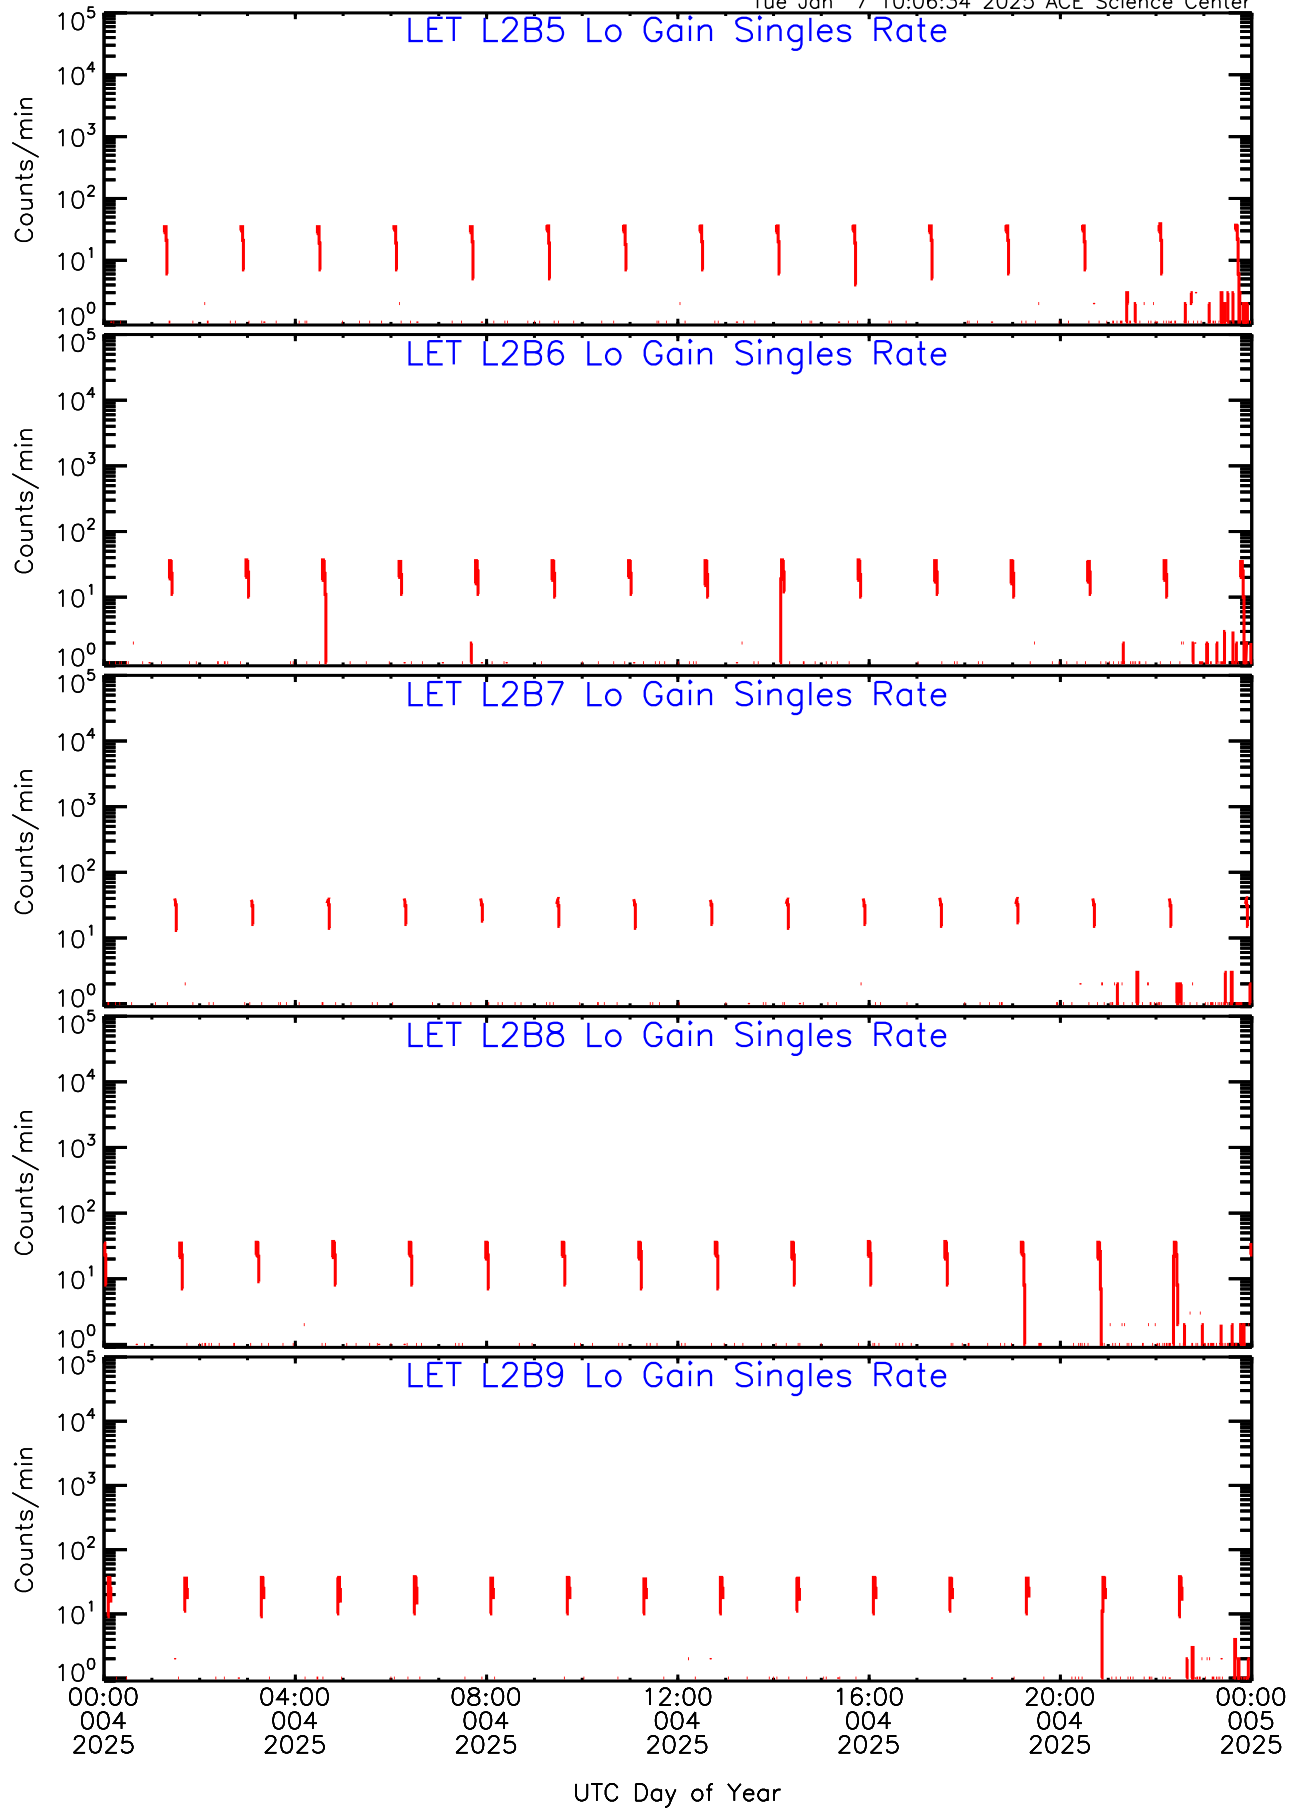 Tue Jan 7 10:06:34 2025 ACE Science Center
LET L2B5 Lo Gain Singles Rate
10^5
10^4
10^3
10^2
10^1
10^0
Counts/min
LET L2B6 Lo Gain Singles Rate
10^5
10^4
10^3
10^2
10^1
10^0
Counts/min
LET L2B7 Lo Gain Singles Rate
10^5
10^4
10^3
10^2
10^1
10^0
Counts/min
LET L2B8 Lo Gain Singles Rate
10^5
10^4
10^3
10^2
10^1
10^0
Counts/min
LET L2B9 Lo Gain Singles Rate
10^5
10^4
10^3
10^2
10^1
10^0
Counts/min
00:00 04:00 08:00 12:00 16:00 20:00 00:00
004 004 004 004 004 004 005
2025 2025 2025 2025 2025 2025 2025
UTC Day of Year